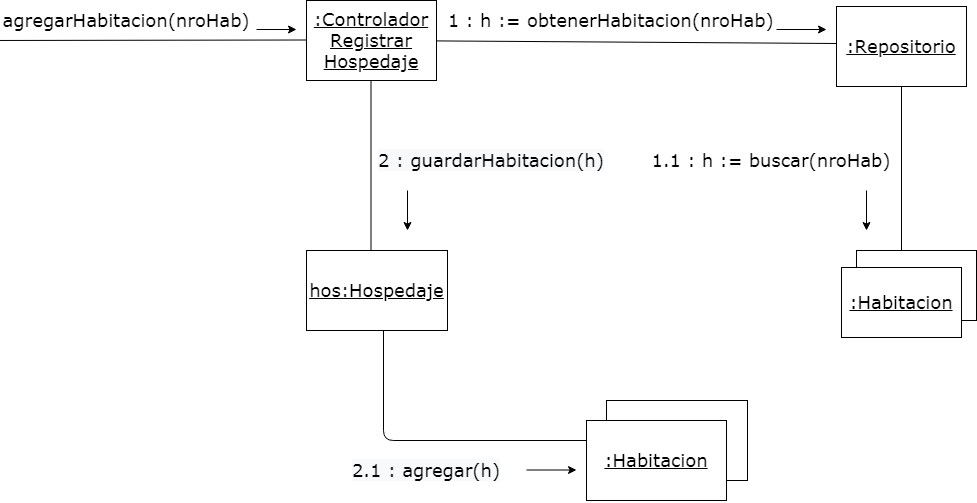 agregarHabitacion(nroHab)
:Controlador
Registrar
Hospedaje
1 : h := obtenerHabitacion(nroHab)
:Repositorio
2 : guardarHabitacion(h)
1.1 : h := buscar(nroHab)
hos:Hospedaje
:Habitacion
2.1 : agregar(h)
:Habitacion